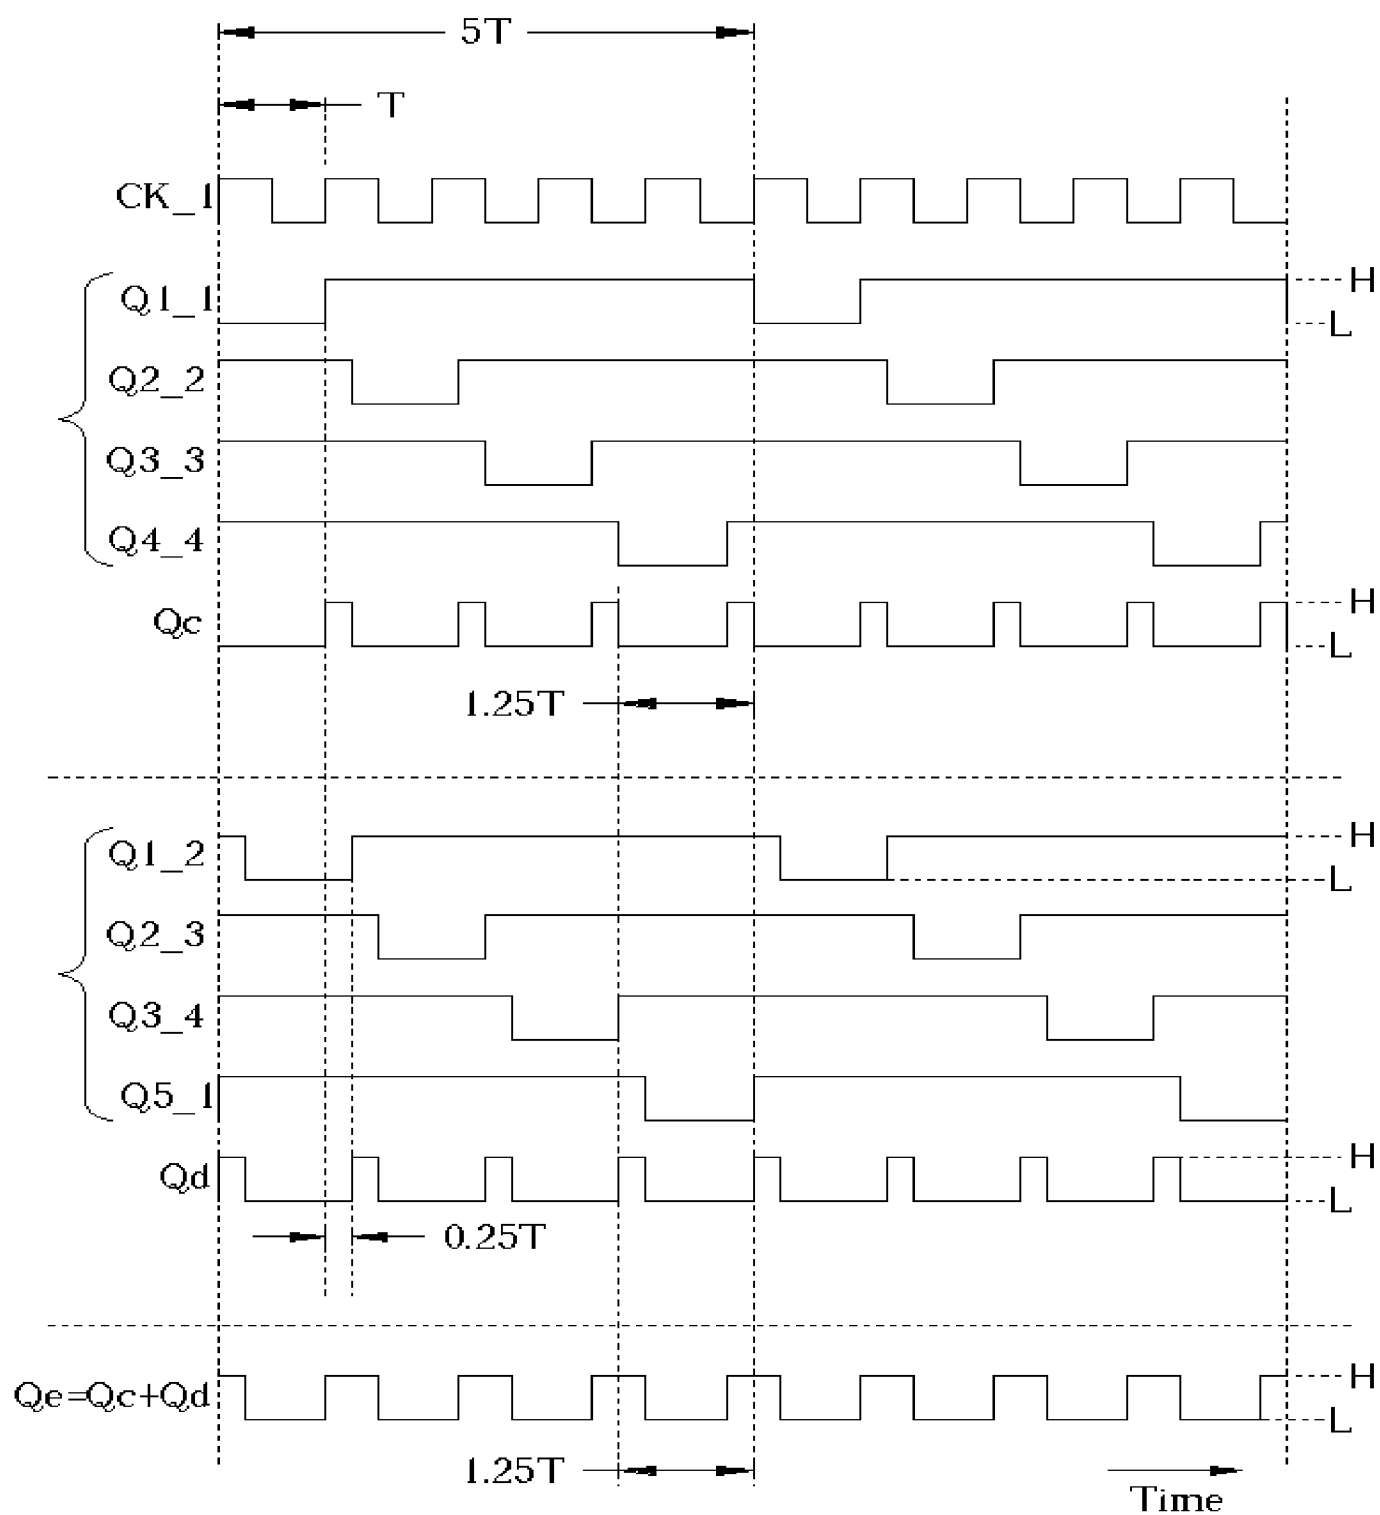 5T
T
CK_1
Q1_1
H
L
Q2_2
Q3_3
Q4_4
Qc
H
L
1.25T
Q1_2
H
L
Q2_3
Q3_4
Q5_1
Qd
H
L
0.25T
Qe=Qc+Qd
H
L
1.25T
Time